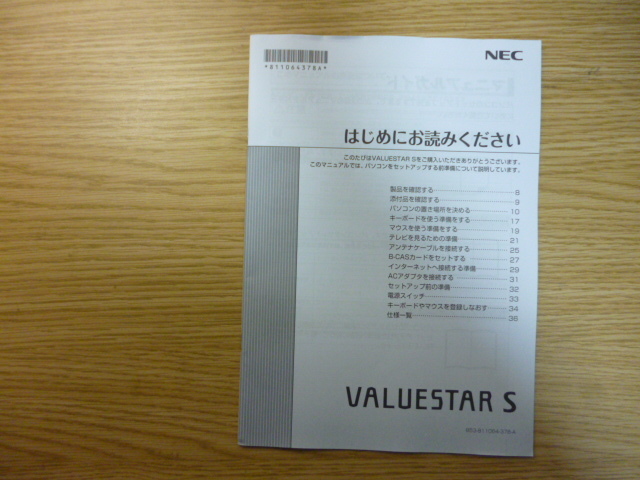 NEC
*811064378A*
はじめにお読みください
このたびはVALUESTAR Sをご購入いただきありがとうございます。
このマニュアルでは、パソコンをセットアップする前準備について説明しています。
製品を確認する 8
添付品を確認する 9
パソコンの置き場所を決める 10
キーボードを使う準備をする 17
マウスを使う準備をする 19
テレビを見るための準備 21
アンテナケーブルを接続する 25
B-CASカードをセットする 27
インターネットへ接続する準備 29
ACアダプタを接続する 31
セットアップ前の準備 32
電源スイッチ 33
キーボードやマウスを登録しなおす 34
仕様一覧 36
VALUESTAR S